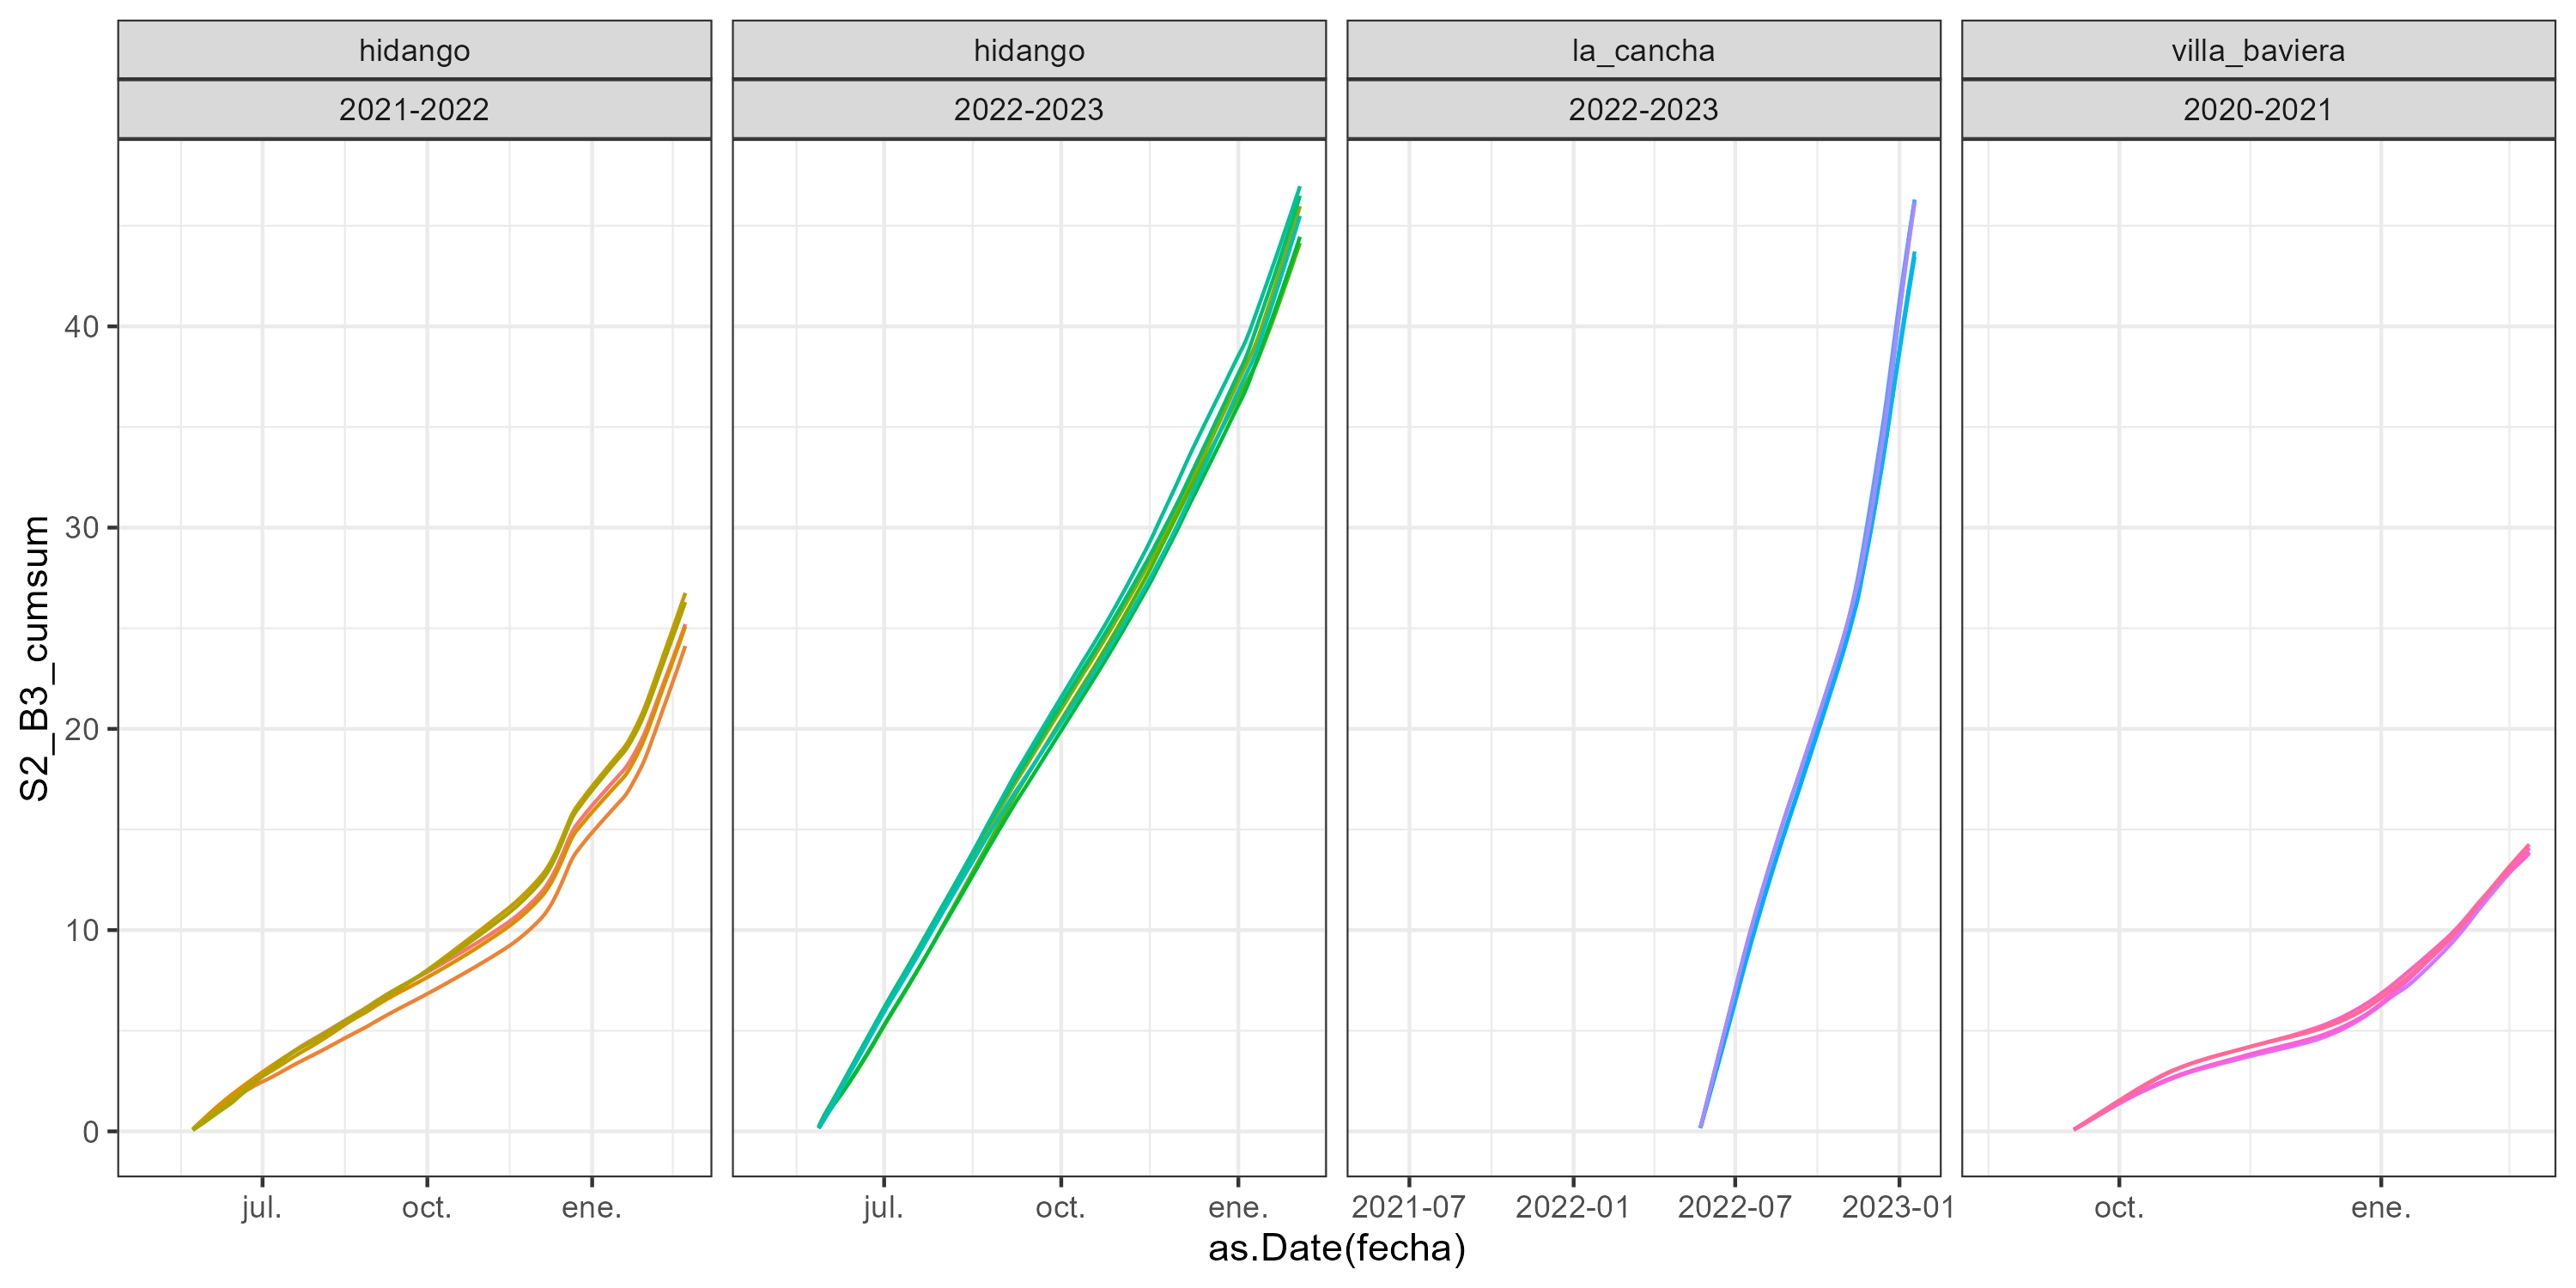 hidango
hidango
la_cancha
villa_baviera
2021-2022
2022-2023
2022-2023
2020-2021
S2_B3_cumsum
40
30
20
10
0
jul. oct. ene.
jul. oct. ene.
2021-07 2022-01 2022-07 2023-01
oct. ene.
as.Date(fecha)